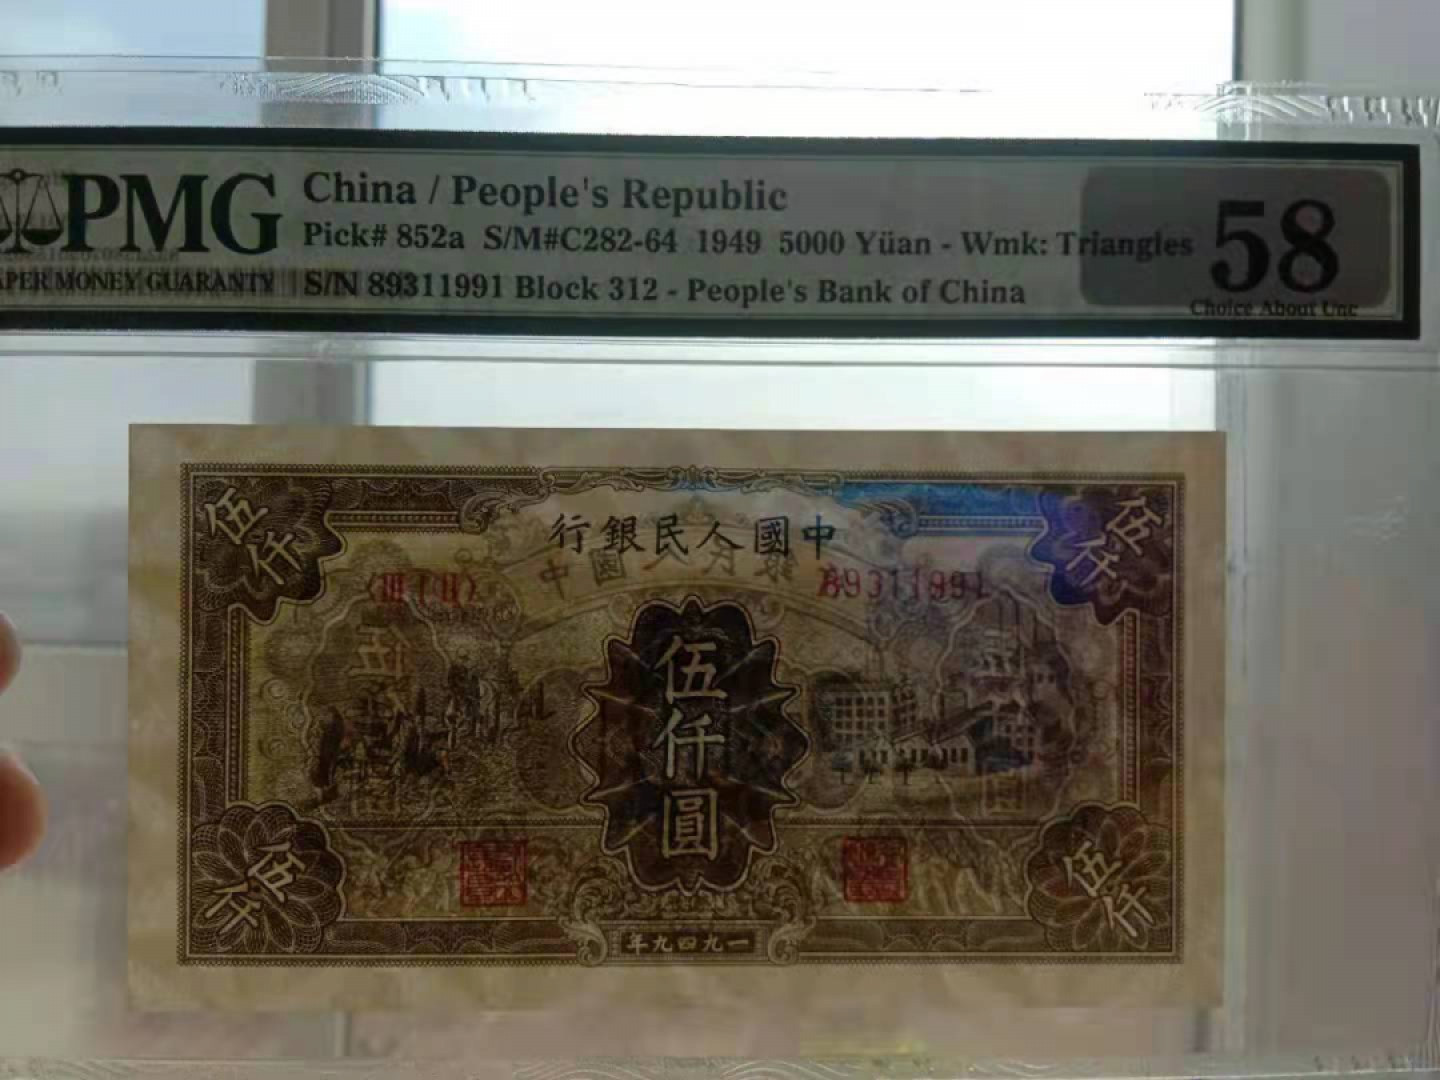 PMG
PAPER MONEY GUARANTY
China / People's Republic
Pick# 852a S/M#C282-64 1949 5000 Yüan - Wmk: Triangles
S/N 89311991 Block 312 - People's Bank of China
58
Choice About Unc
伍仟
行銀民人國中
伍仟
89311991
伍仟圓
伍仟
伍仟
年九四九一